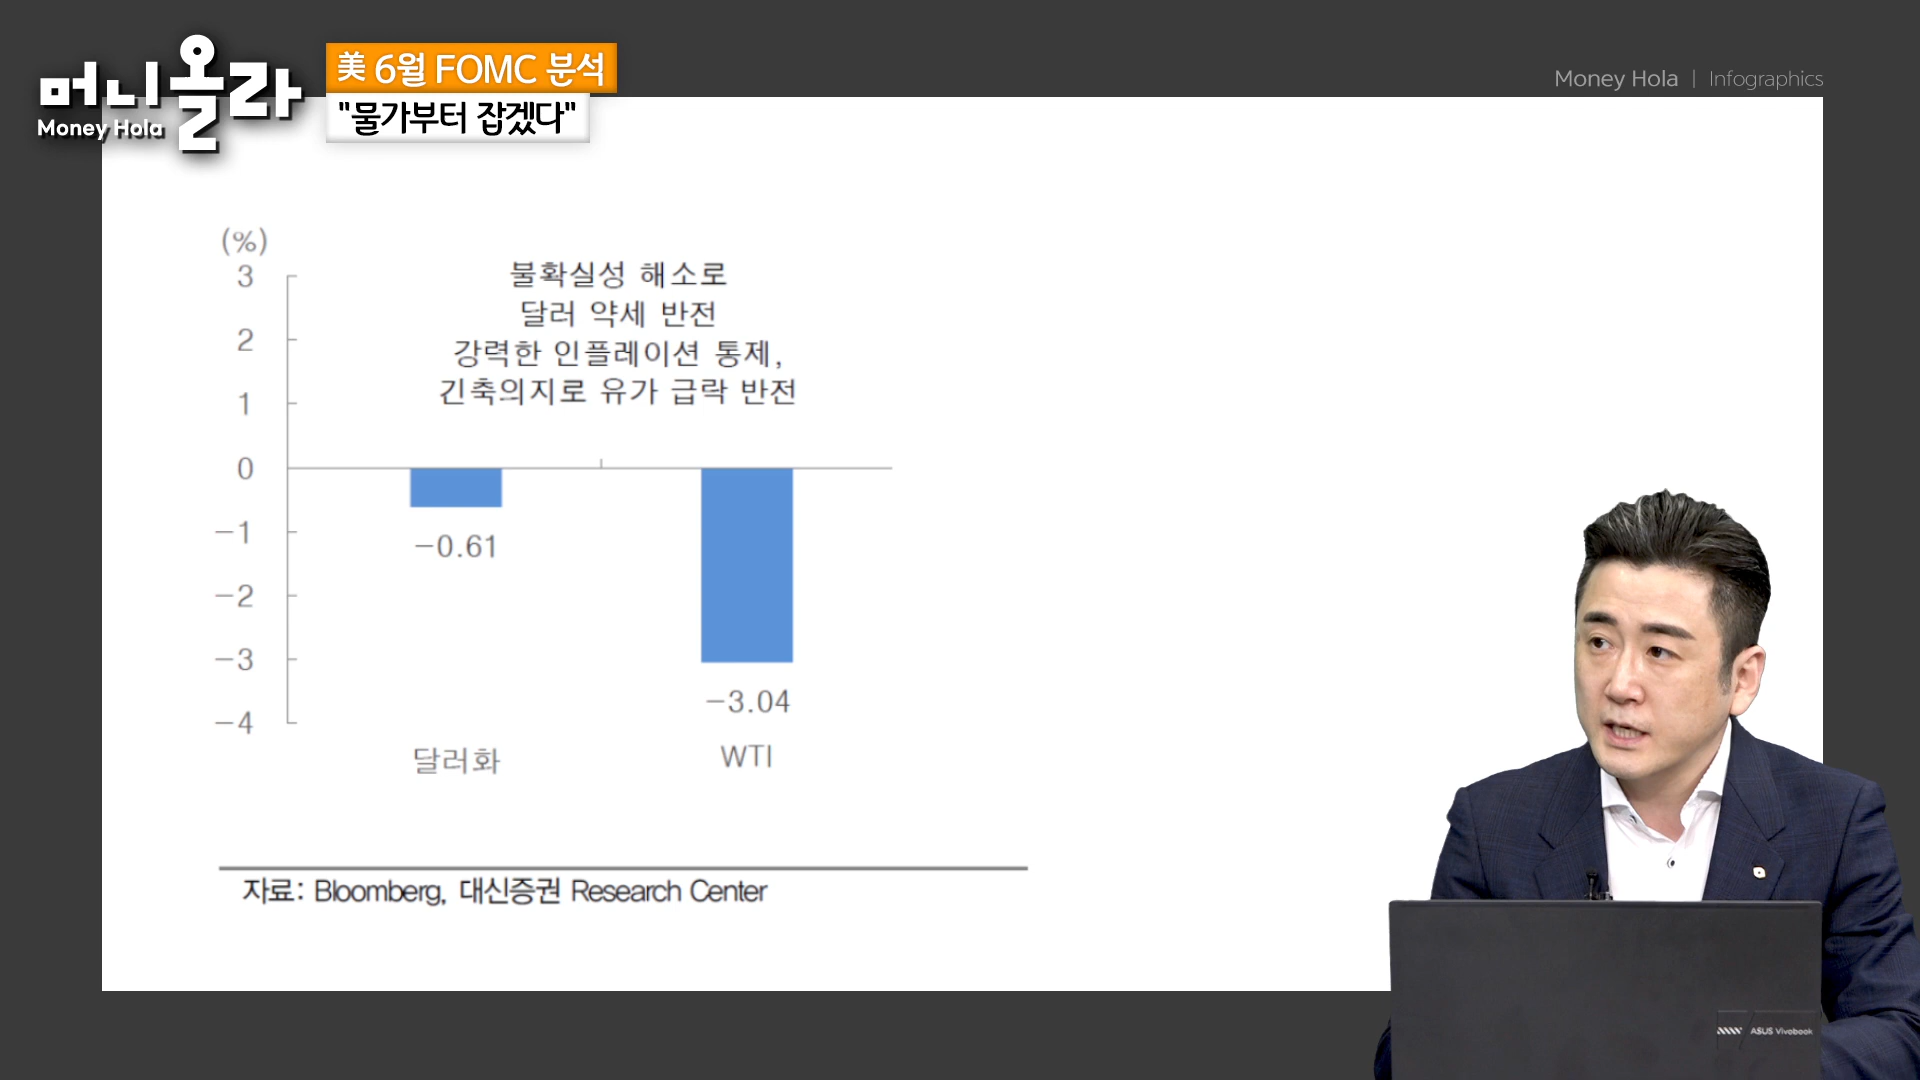 머니올라
Money Hola
美 6월 FOMC 분석
"물가부터 잡겠다"
Money Hola | Infographics
(%)
3
2
1
0
-1
-2
-3
-4
불확실성 해소로
달러 약세 반전
강력한 인플레이션 통제,
긴축의지로 유가 급락 반전
-0.61
-3.04
달러화
WTI
자료: Bloomberg, 대신증권 Research Center
ASUS Vivobook